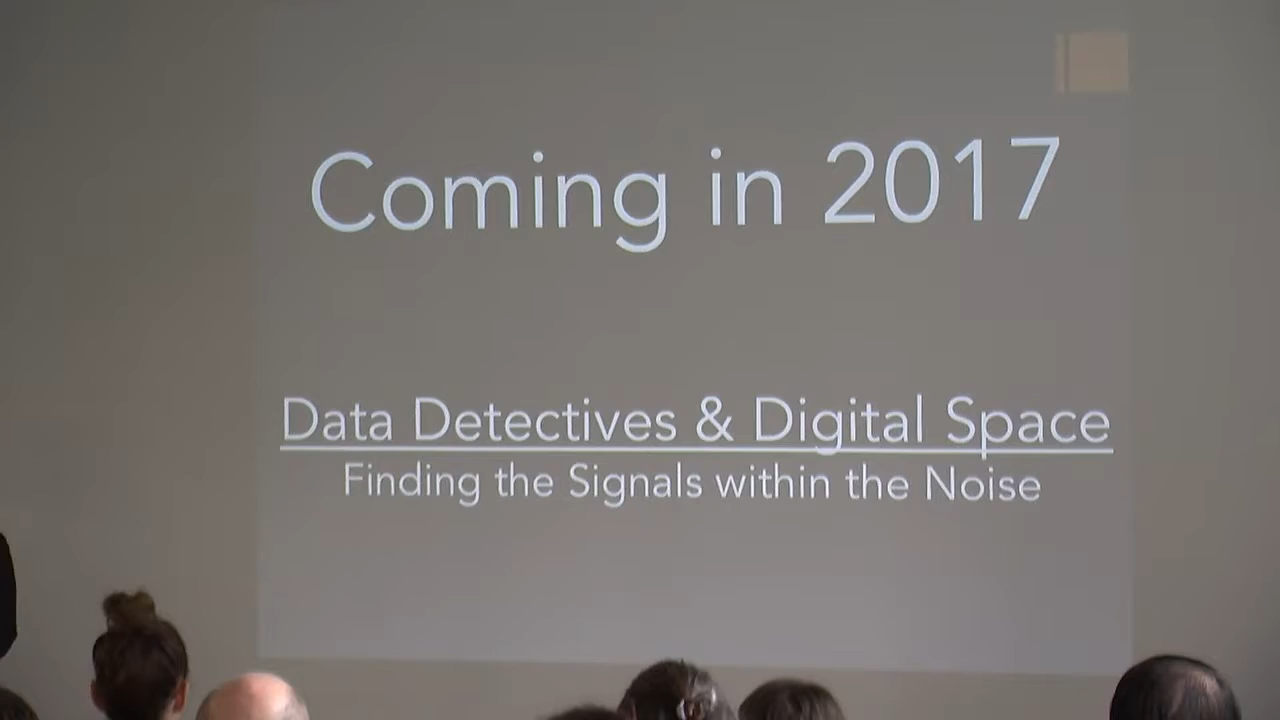 Coming in 2017
Data Detectives & Digital Space
Finding the Signals within the Noise